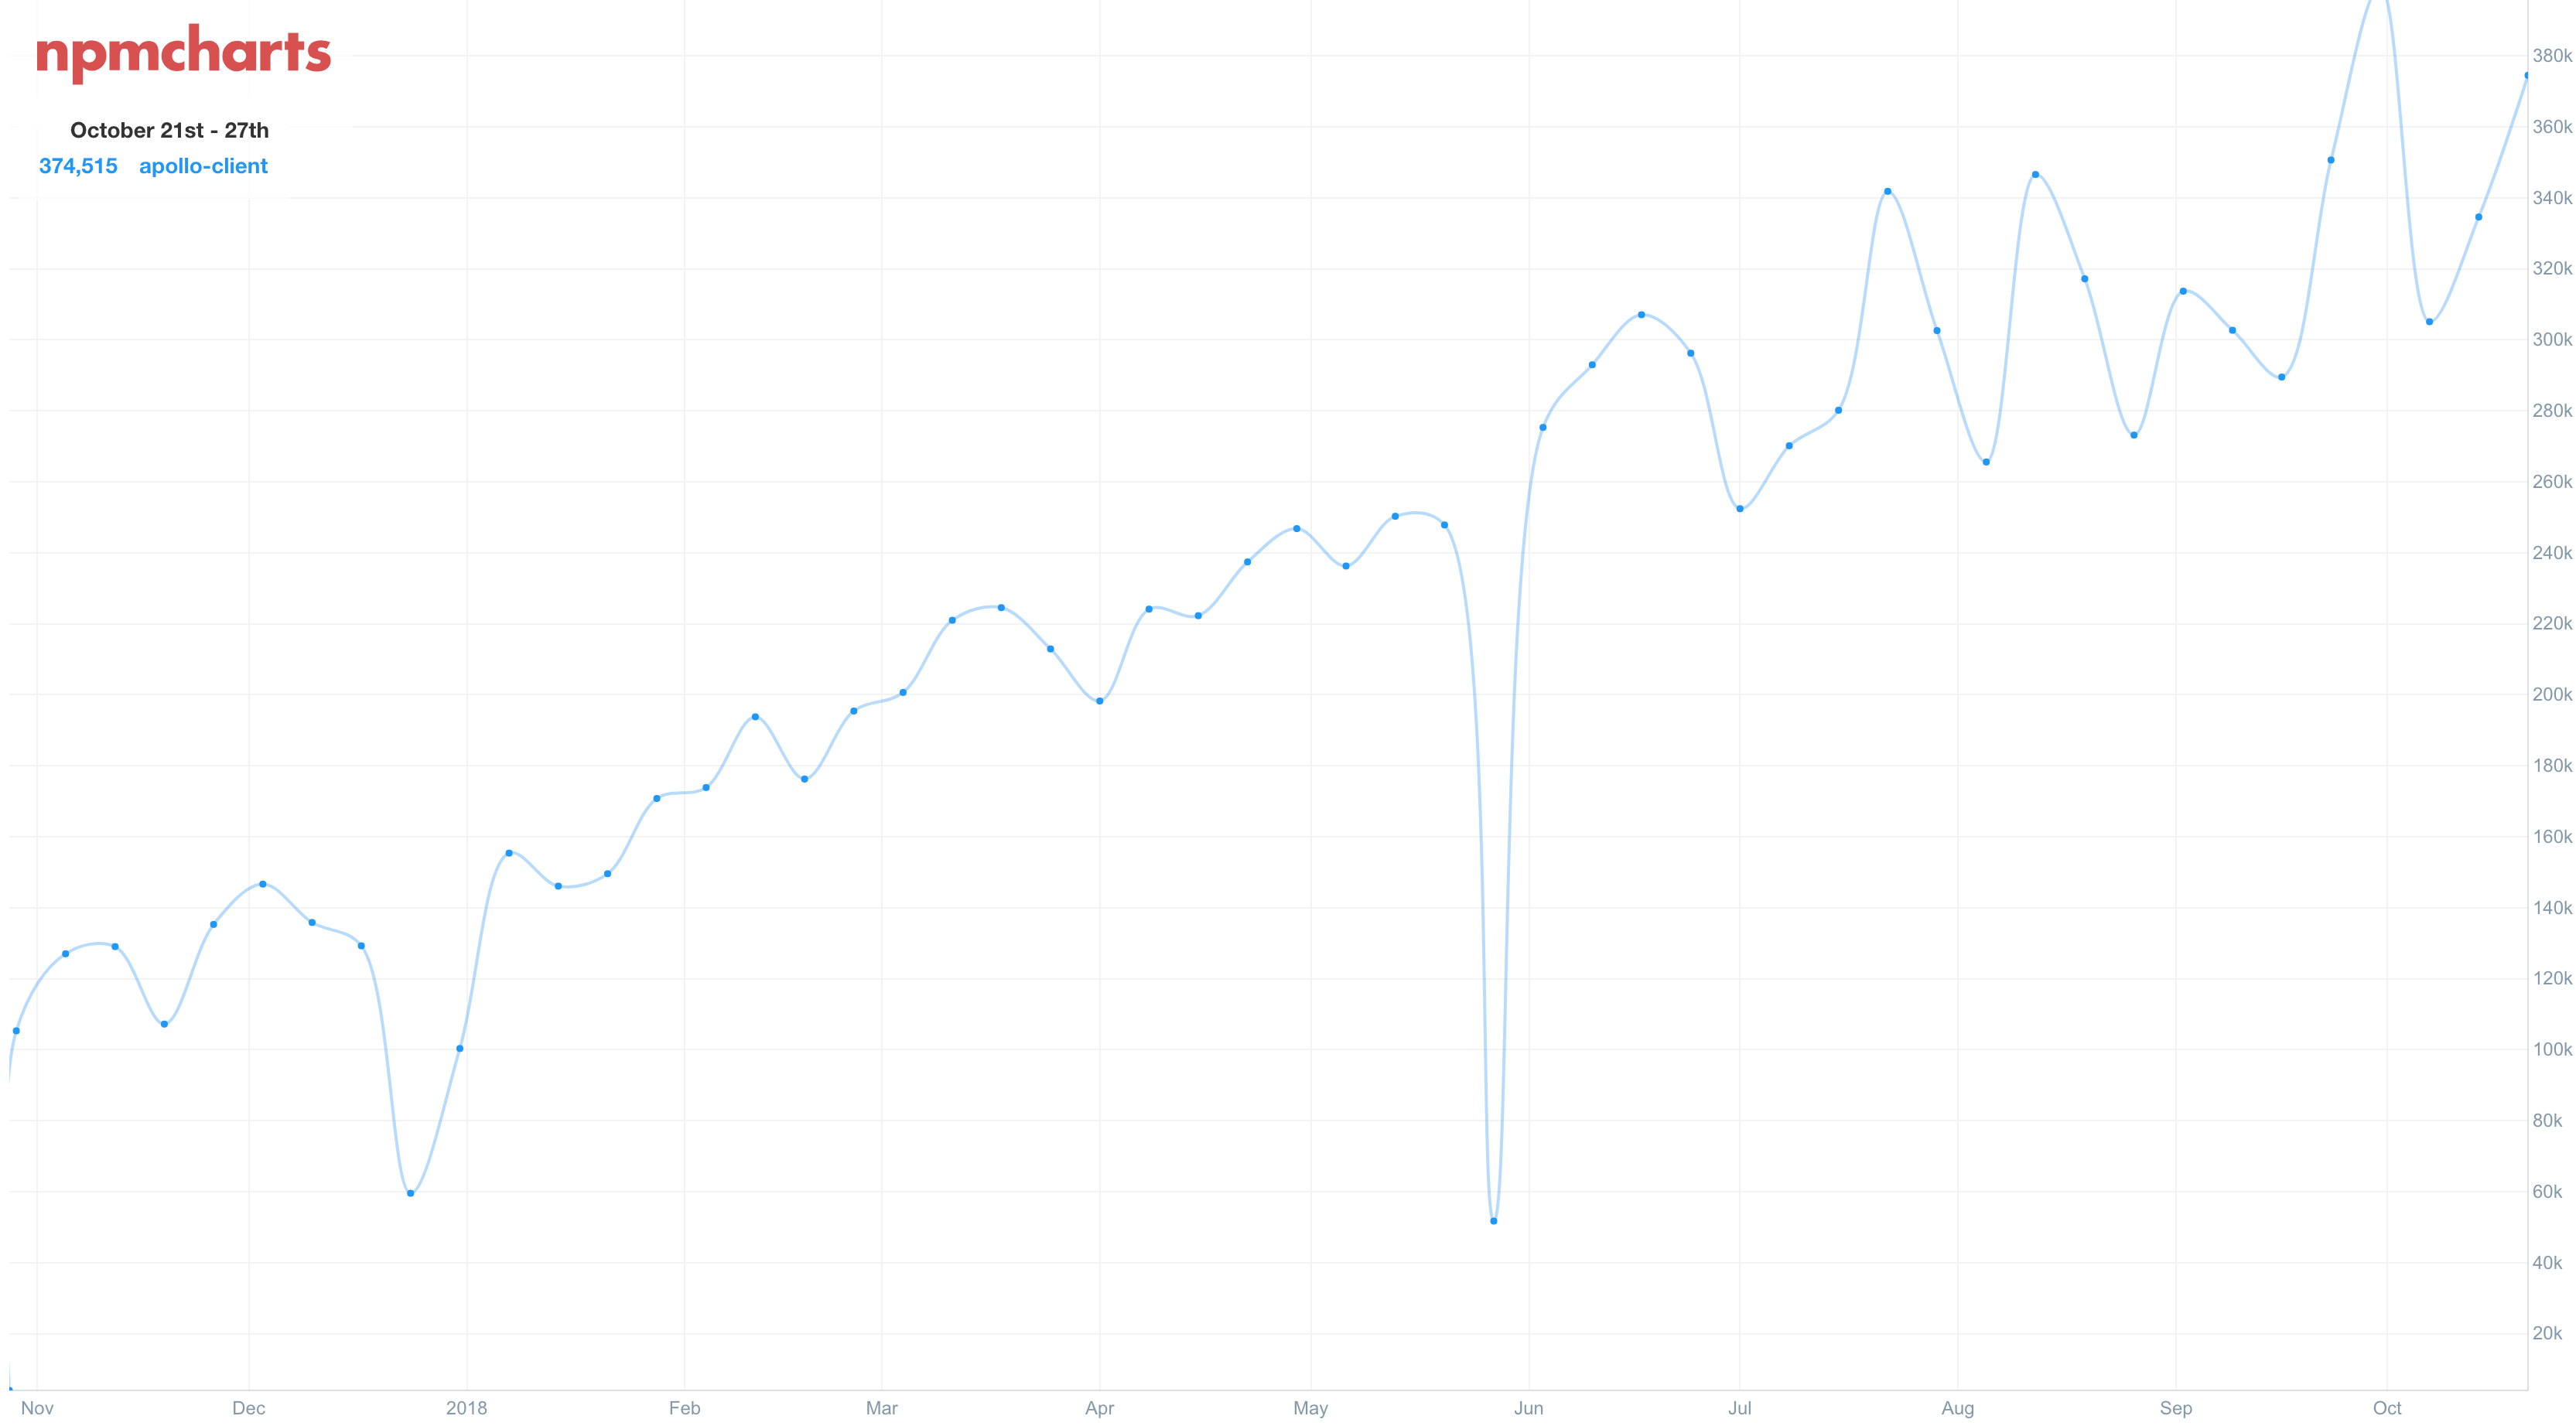 npmcharts
October 21st - 27th
374,515 apollo-client
380k
360k
340k
320k
300k
280k
260k
240k
220k
200k
180k
160k
140k
120k
100k
80k
60k
40k
20k
Nov Dec 2018 Feb Mar Apr May Jun Jul Aug Sep Oct